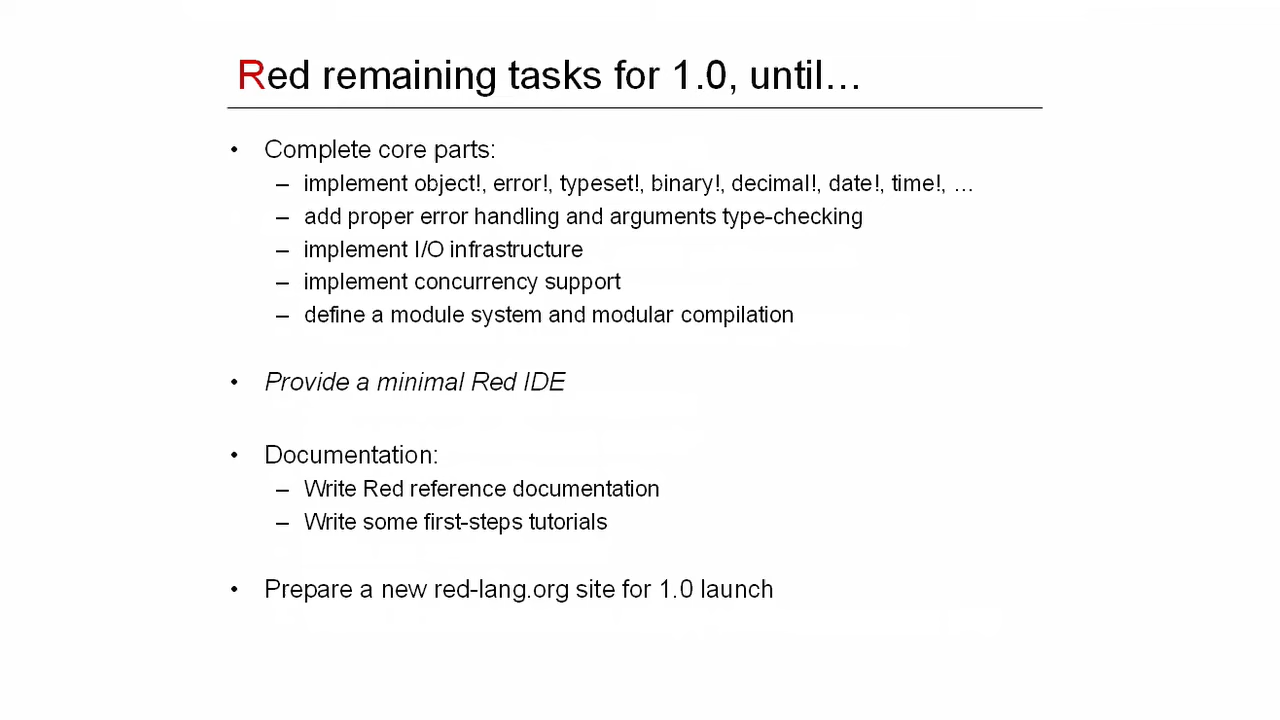 Red remaining tasks for 1.0, until…
• Complete core parts:
– implement object!, error!, typeset!, binary!, decimal!, date!, time!, …
– add proper error handling and arguments type-checking
– implement I/O infrastructure
– implement concurrency support
– define a module system and modular compilation
• Provide a minimal Red IDE
• Documentation:
– Write Red reference documentation
– Write some first-steps tutorials
• Prepare a new red-lang.org site for 1.0 launch